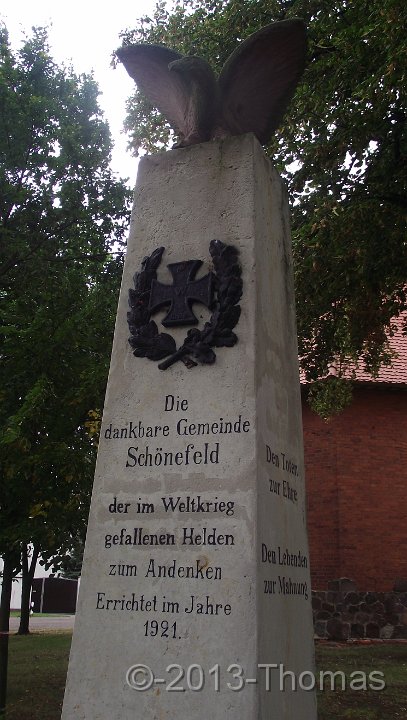 Die
dankbare Gemeinde
Schönefeld
der im Weltkrieg
gefallenen Helden
zum Andenken
Errichtet im Jahre
1921.
Den Toten
zur Ehre
Den Lebenden
zur Mahnung
©-2013-Thomas